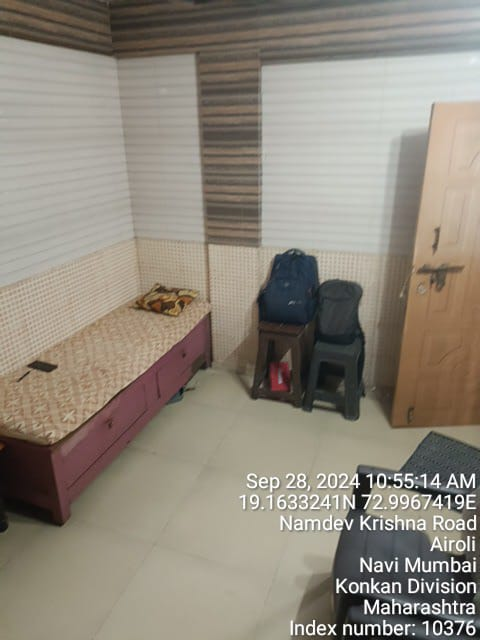 Sep 28, 2024 10:55:14 AM
19.1633241N 72.9967419E
Namdev Krishna Road
Airoli
Navi Mumbai
Konkan Division
Maharashtra
Index number: 10376